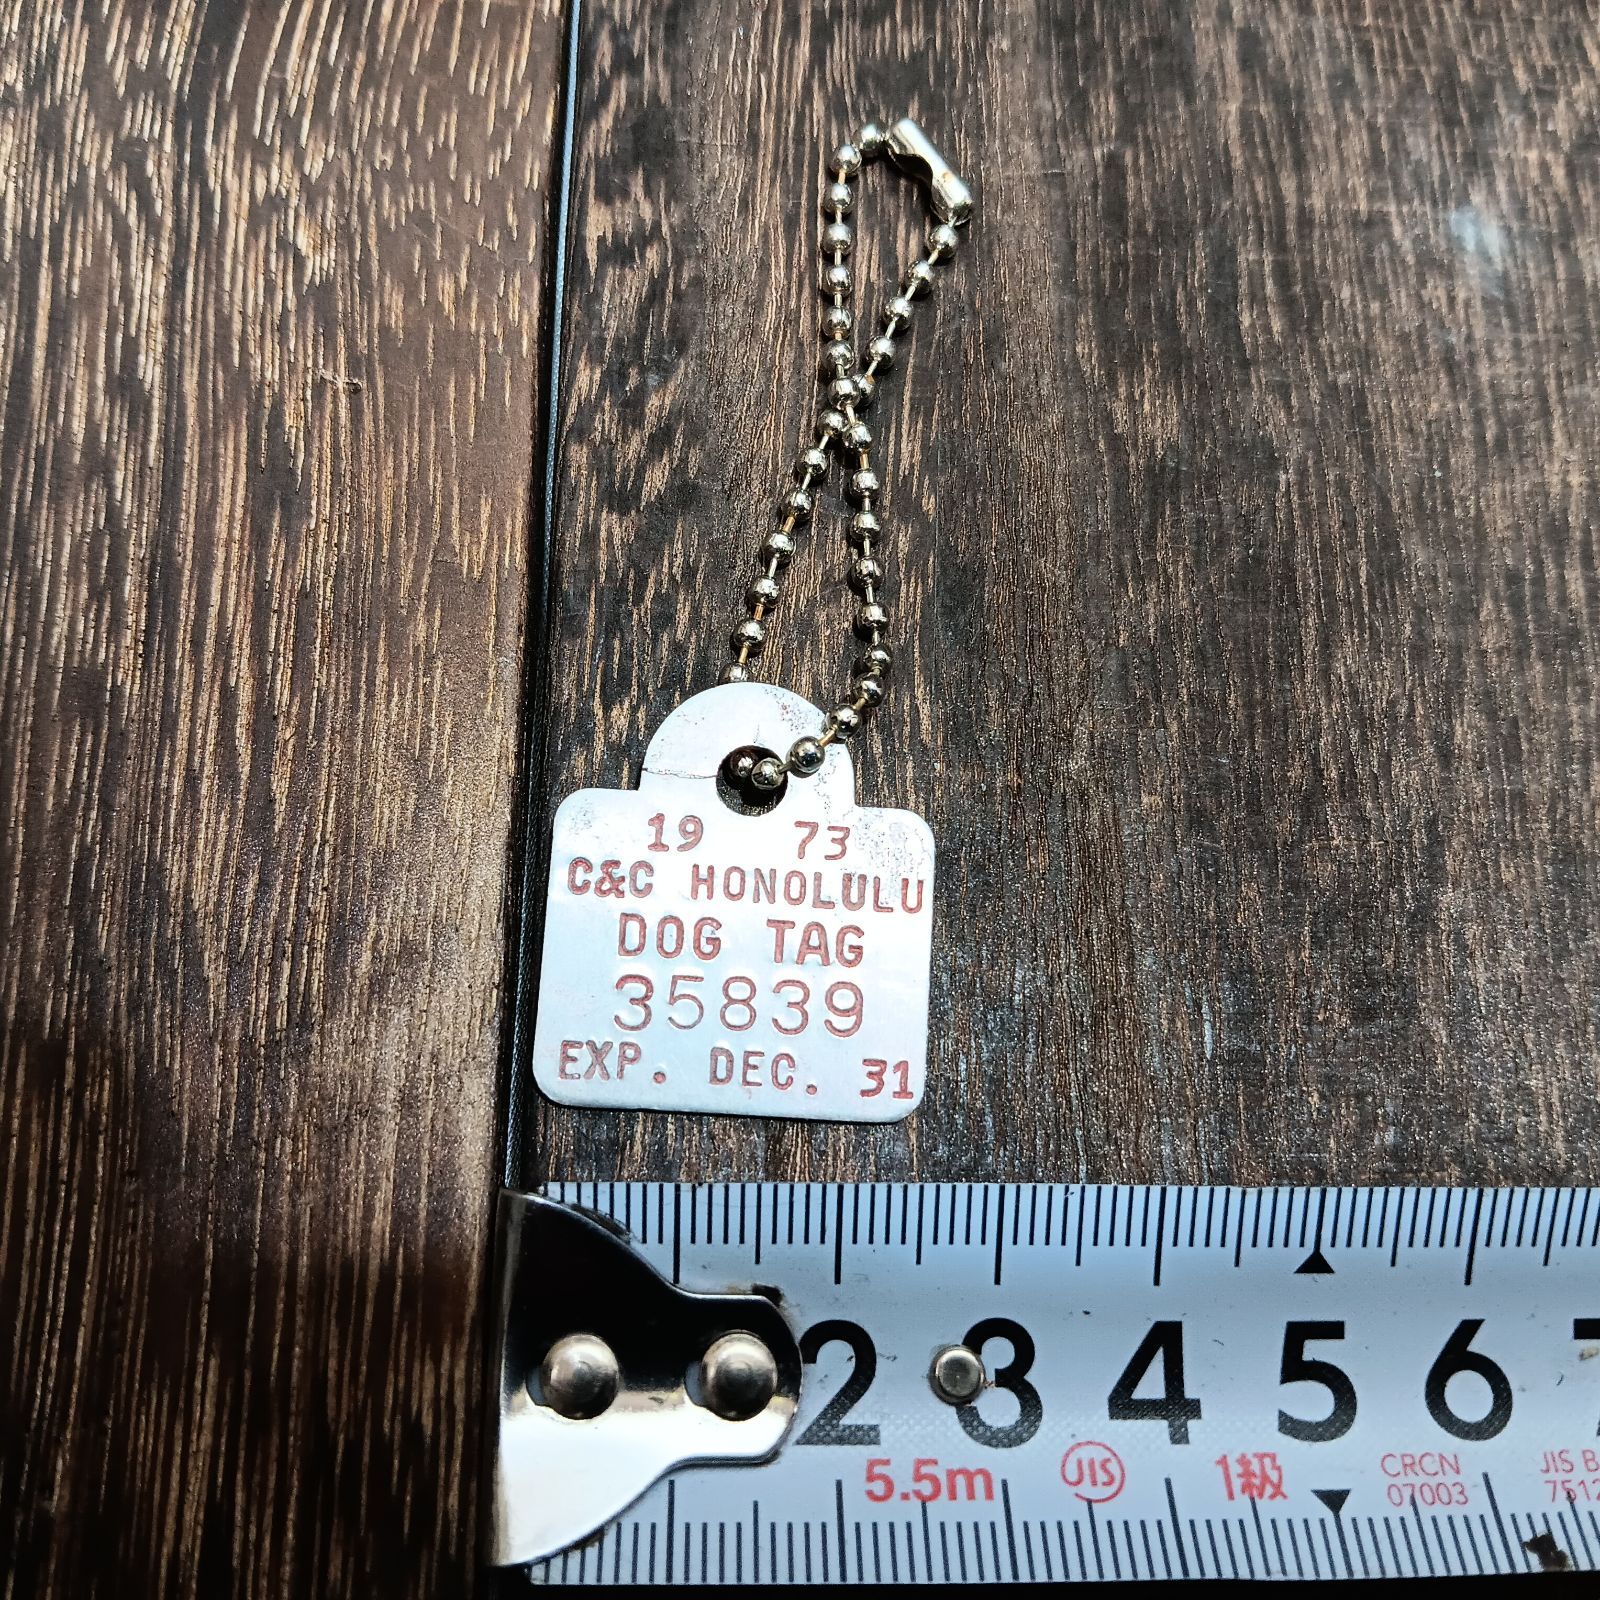 19 73
C&C HONOLULU
DOG TAG
35839
EXP. DEC. 31
2 3 4 5 6
5.5m JIS 1級 CRCN JIS B
07003